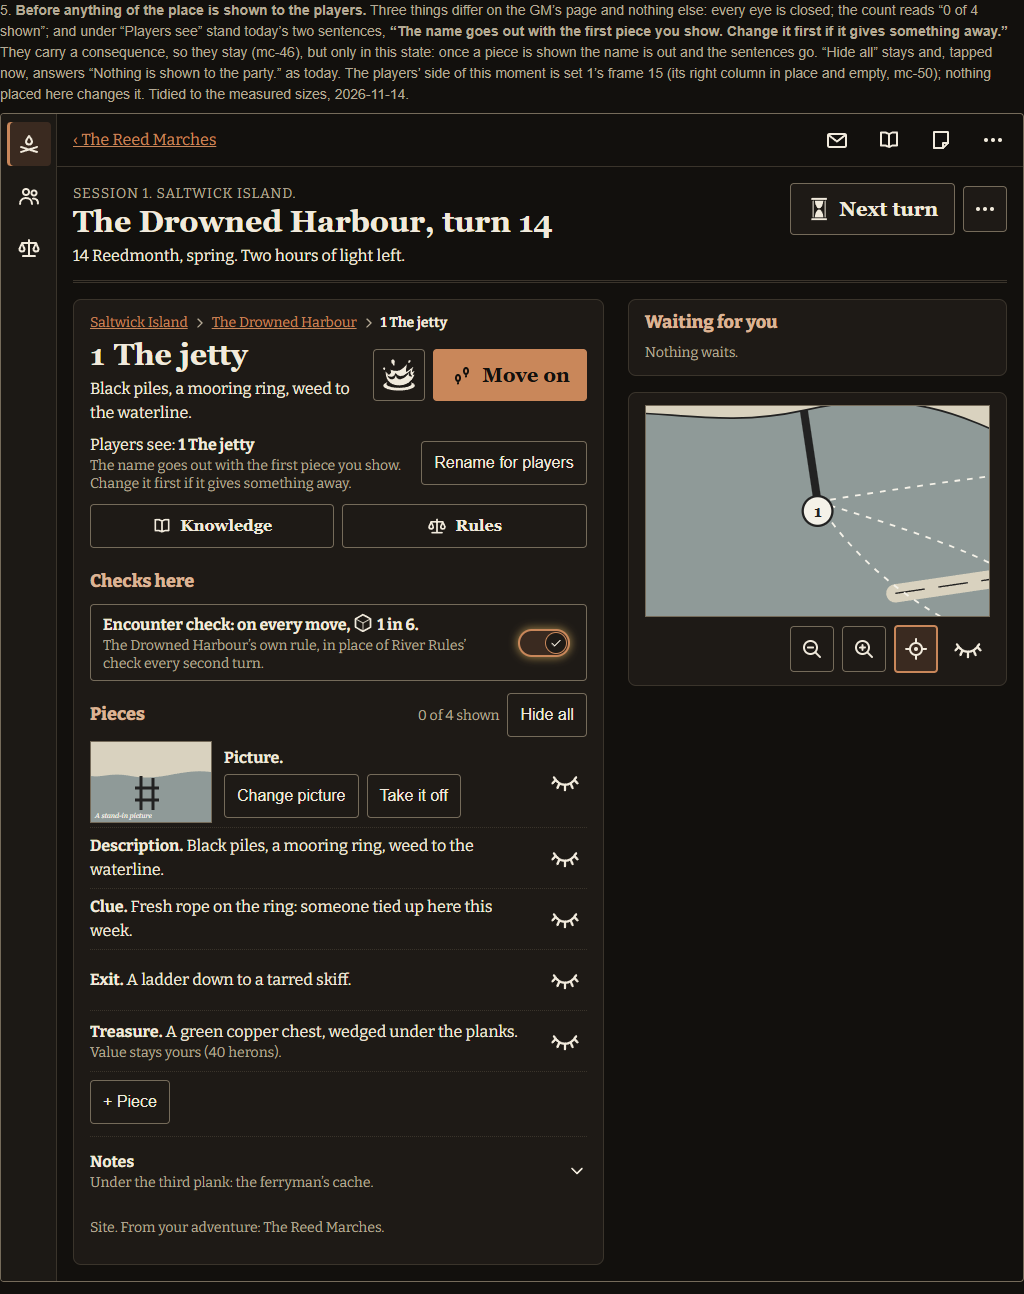 5. Before anything of the place is shown to the players. Three things differ on the GM’s page and nothing else: every eye is closed; the count reads “0 of 4
shown”; and under “Players see” stand today’s two sentences, “The name goes out with the first piece you show. Change it first if it gives something away.”
They carry a consequence, so they stay (mc-46), but only in this state: once a piece is shown the name is out and the sentences go. “Hide all” stays and, tapped
now, answers “Nothing is shown to the party.” as today. The players’ side of this moment is set 1’s frame 15 (its right column in place and empty, mc-50); nothing
placed here changes it. Tidied to the measured sizes, 2026-11-14.
‹ The Reed Marches
SESSION 1. SALTWICK ISLAND.
The Drowned Harbour, turn 14
14 Reedmonth, spring. Two hours of light left.
Next turn
Saltwick Island > The Drowned Harbour > 1 The jetty
1 The jetty
Black piles, a mooring ring, weed to
the waterline.
Move on
Players see: 1 The jetty
The name goes out with the first piece you show.
Change it first if it gives something away.
Rename for players
Knowledge
Rules
Checks here
Encounter check: on every move, 1 in 6.
The Drowned Harbour’s own rule, in place of River Rules’
check every second turn.
Pieces
0 of 4 shown
Hide all
A stand-in picture
Picture.
Change picture
Take it off
Description. Black piles, a mooring ring, weed to the
waterline.
Clue. Fresh rope on the ring: someone tied up here this
week.
Exit. A ladder down to a tarred skiff.
Treasure. A green copper chest, wedged under the planks.
Value stays yours (40 herons).
+ Piece
Notes
Under the third plank: the ferryman’s cache.
Site. From your adventure: The Reed Marches.
Waiting for you
Nothing waits.
1